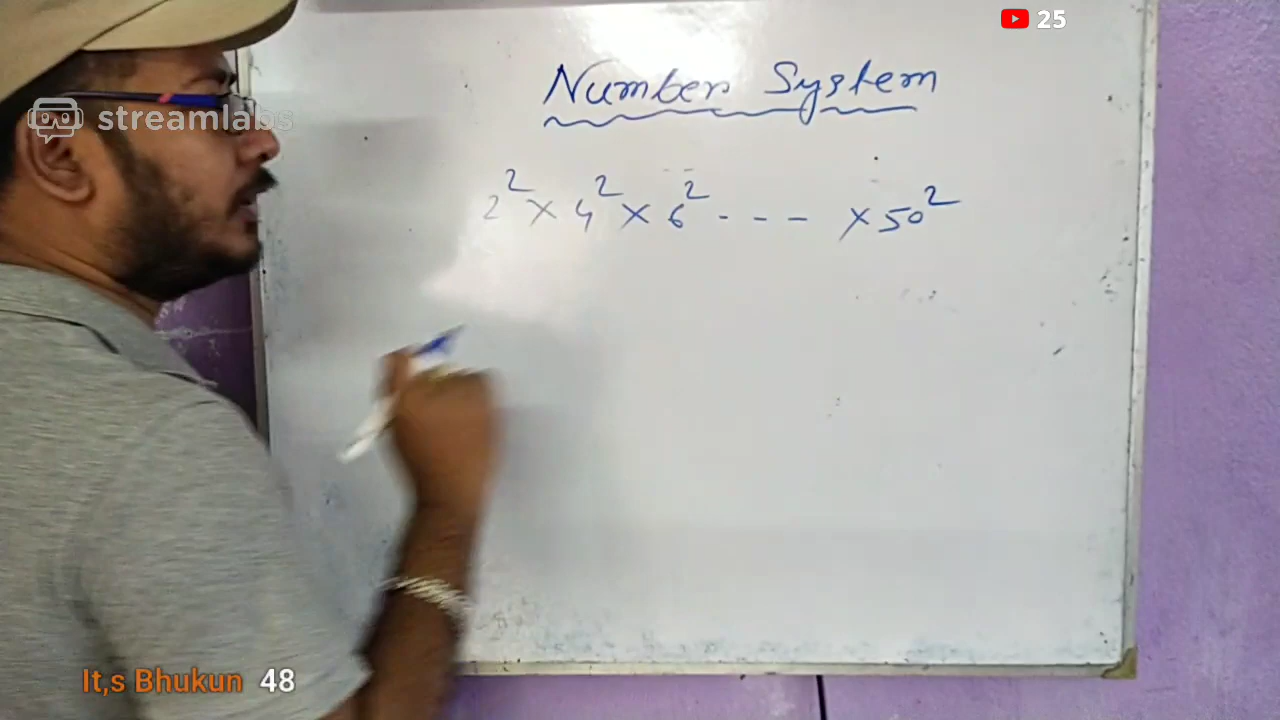 25
streamlabs
Number System
2² × 4² × 6² - - - × 50²
It,s Bhukun 48